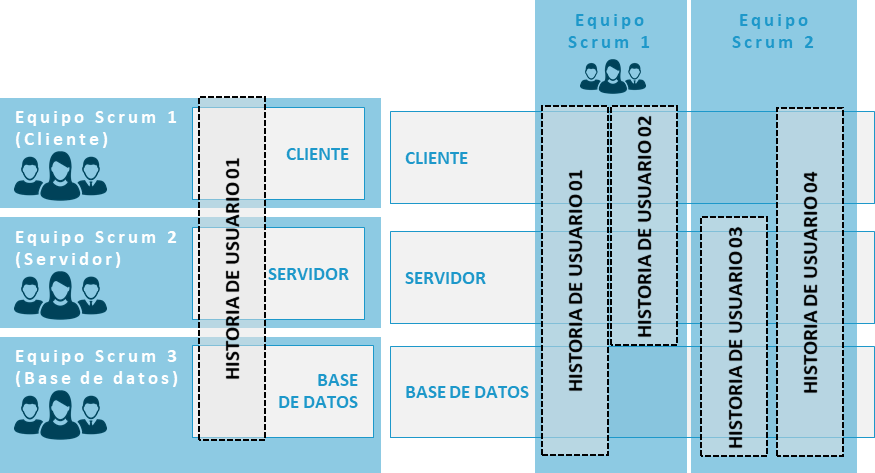 Equipo Scrum 1
(Cliente)
CLIENTE
Equipo Scrum 2
(Servidor)
SERVIDOR
Equipo Scrum 3
(Base de datos)
BASE
DE DATOS
HISTORIA DE USUARIO 01
Equipo
Scrum 1
Equipo
Scrum 2
CLIENTE
SERVIDOR
BASE DE DATOS
HISTORIA DE USUARIO 01
HISTORIA DE USUARIO 02
HISTORIA DE USUARIO 03
HISTORIA DE USUARIO 04